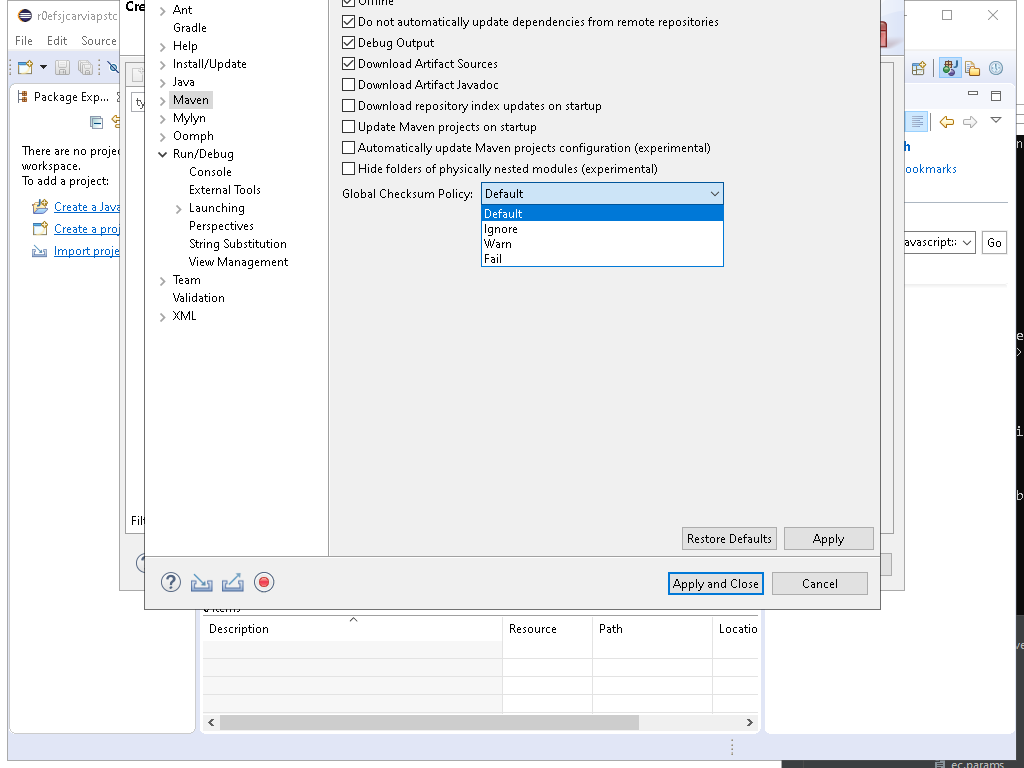 r0efsjcarviapstc
File Edit Source
Package Exp...
There are no proje
workspace.
To add a project:
Create a Java
Create a proj
Import proje
Cre
ty
Filt
Ant
Gradle
Help
Install/Update
Java
Maven
Mylyn
Oomph
Run/Debug
Console
External Tools
Launching
Perspectives
String Substitution
View Management
Team
Validation
XML
Offline
Do not automatically update dependencies from remote repositories
Debug Output
Download Artifact Sources
Download Artifact Javadoc
Download repository index updates on startup
Update Maven projects on startup
Automatically update Maven projects configuration (experimental)
Hide folders of physically nested modules (experimental)
Global Checksum Policy: Default
Default
Ignore
Warn
Fail
Restore Defaults Apply
Apply and Close Cancel
ookmarks
avascript:: Go
items
Description Resource Path Locatio
ec.params